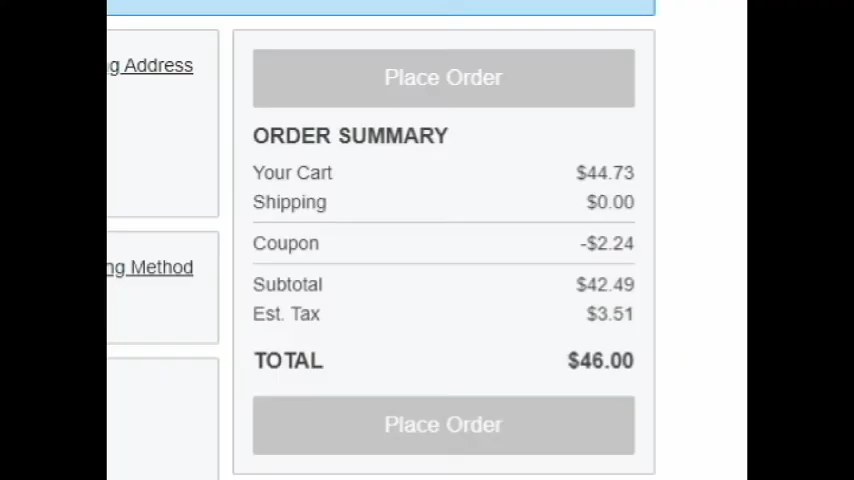 g Address
ng Method
Place Order
ORDER SUMMARY
Your Cart $44.73
Shipping $0.00
Coupon -$2.24
Subtotal $42.49
Est. Tax $3.51
TOTAL $46.00
Place Order